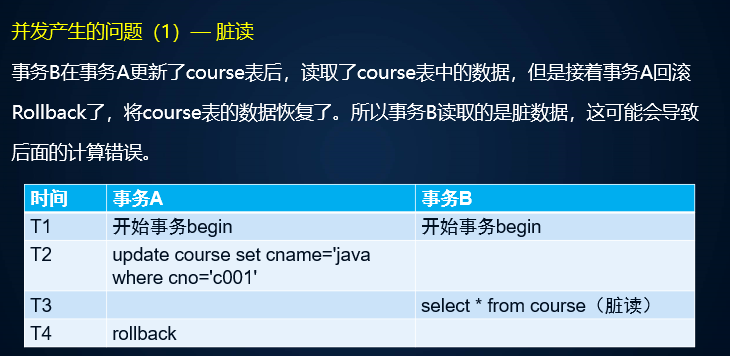 并发产生的问题（1）— 脏读
事务B在事务A更新了course表后，读取了course表中的数据，但是接着事务A回滚
Rollback了，将course表的数据恢复了。所以事务B读取的是脏数据，这可能会导致
后面的计算错误。
时间 事务A 事务B
T1 开始事务begin 开始事务begin
T2 update course set cname='java
where cno='c001'
T3 select * from course（脏读）
T4 rollback